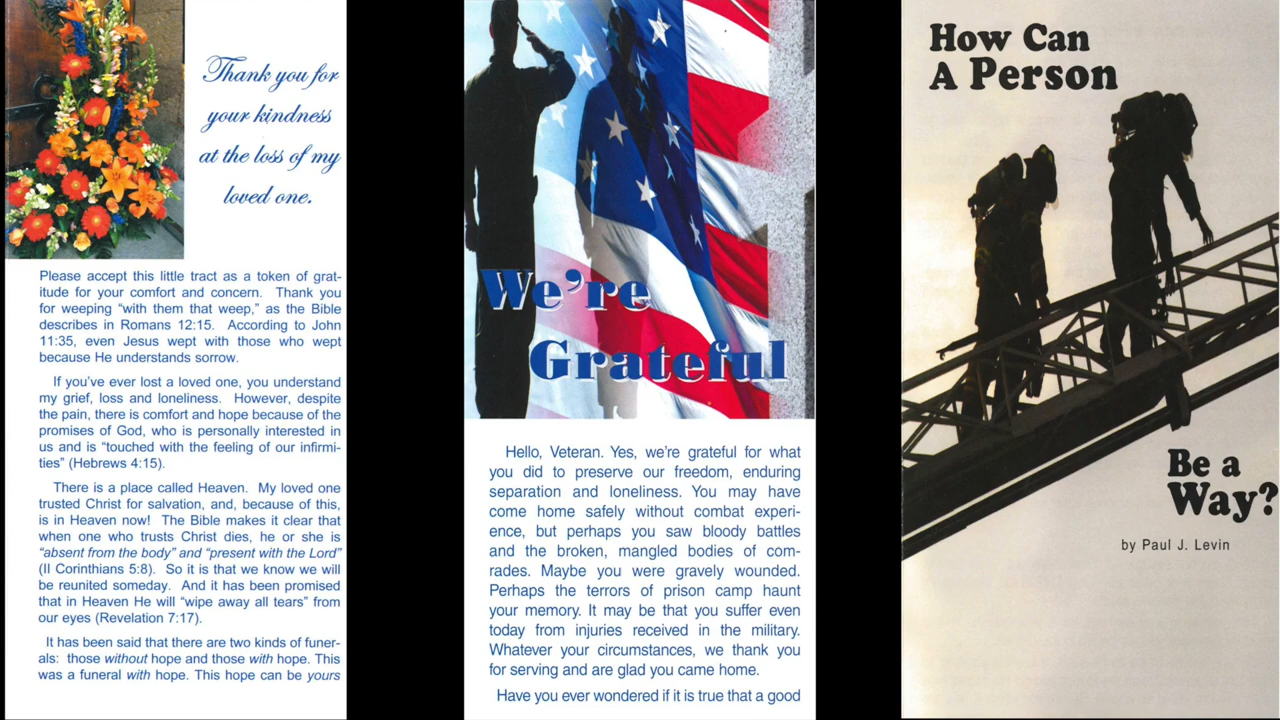 Thank you for
your kindness
at the loss of my
loved one.
Please accept this little tract as a token of grat-
itude for your comfort and concern. Thank you
for weeping “with them that weep,” as the Bible
describes in Romans 12:15. According to John
11:35, even Jesus wept with those who wept
because He understands sorrow.
If you’ve ever lost a loved one, you understand
my grief, loss and loneliness. However, despite
the pain, there is comfort and hope because of the
promises of God, who is personally interested in
us and is “touched with the feeling of our infirmi-
ties” (Hebrews 4:15).
There is a place called Heaven. My loved one
trusted Christ for salvation, and, because of this,
is in Heaven now! The Bible makes it clear that
when one who trusts Christ dies, he or she is
“absent from the body” and “present with the Lord”
(II Corinthians 5:8). So it is that we know we will
be reunited someday. And it has been promised
that in Heaven He will “wipe away all tears” from
our eyes (Revelation 7:17).
It has been said that there are two kinds of funer-
als: those without hope and those with hope. This
was a funeral with hope. This hope can be yours
We’re
Grateful
Hello, Veteran. Yes, we’re grateful for what
you did to preserve our freedom, enduring
separation and loneliness. You may have
come home safely without combat experi-
ence, but perhaps you saw bloody battles
and the broken, mangled bodies of com-
rades. Maybe you were gravely wounded.
Perhaps the terrors of prison camp haunt
your memory. It may be that you suffer even
today from injuries received in the military.
Whatever your circumstances, we thank you
for serving and are glad you came home.
Have you ever wondered if it is true that a good
How Can
A Person
Be a
Way?
by Paul J. Levin